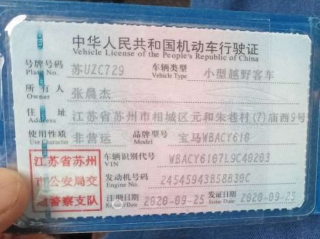 中华人民共和国机动车行驶证
Vehicle License of the People's Republic of China
号牌号码 苏UZC729 车辆类型 小型越野客车
Plate No. Vehicle Type
所有人 张晨杰
Owner
住址 江苏省苏州市相城区元和朱巷村(7)庙西9号
Address
使用性质 非营运 品牌型号 宝马WBACY610
Use Character Model
江苏省苏州 车辆识别代号
VIN
市公安局交 发动机号码
Engine No.
通警察支队 注册日期 2020-09-25 发证日期 2020-09-25